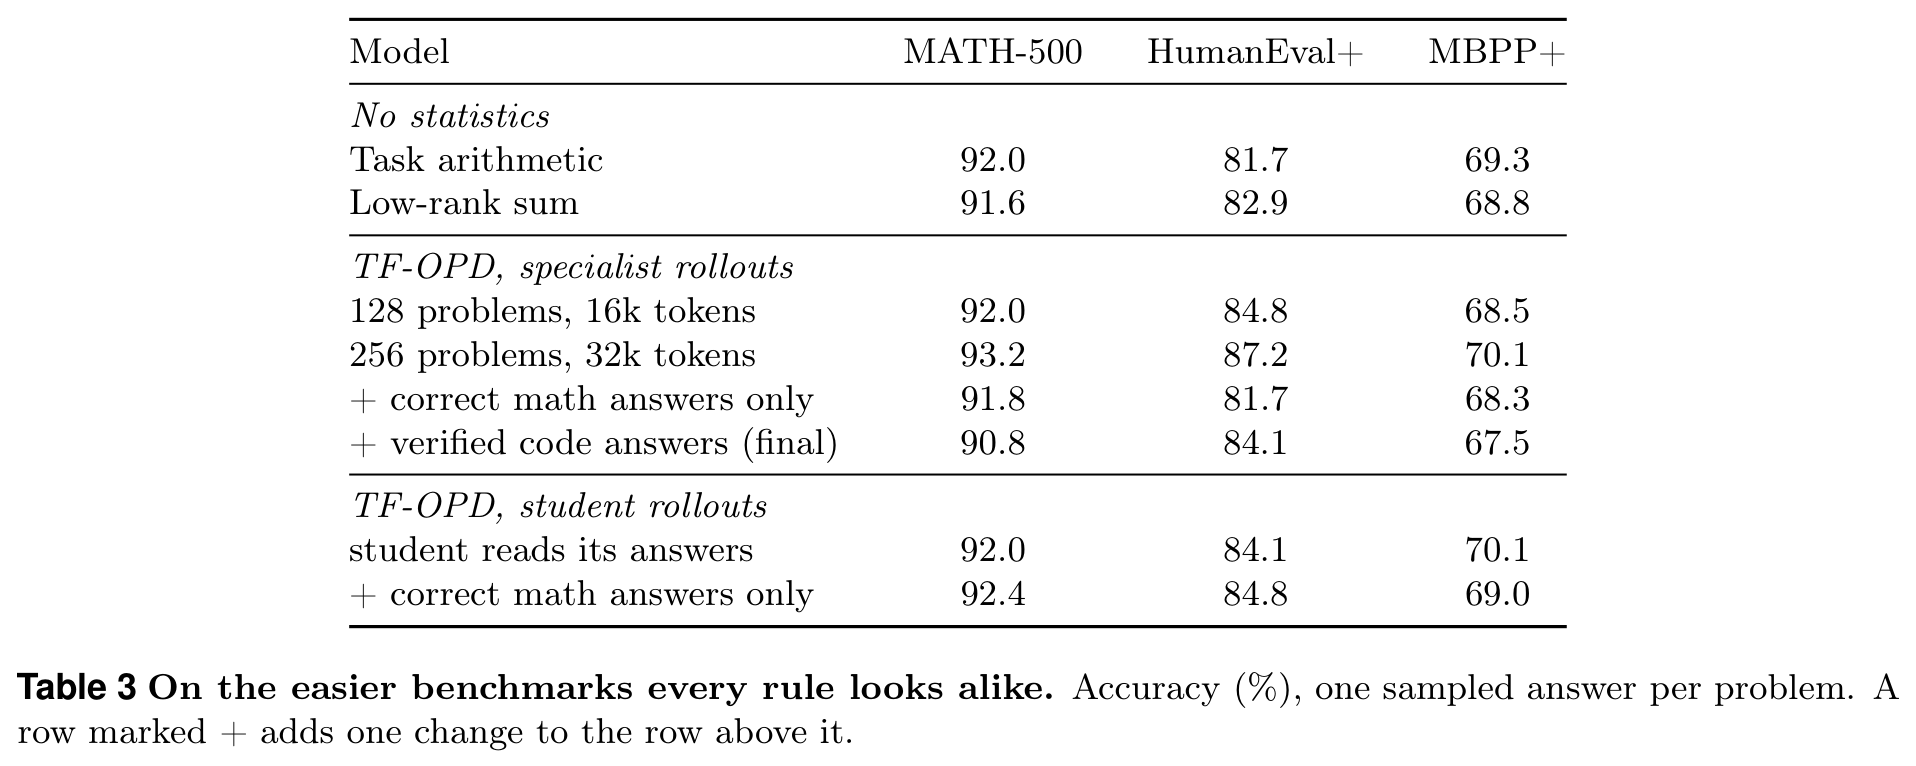 Model MATH-500 HumanEval+ MBPP+
No statistics
Task arithmetic 92.0 81.7 69.3
Low-rank sum 91.6 82.9 68.8
TF-OPD, specialist rollouts
128 problems, 16k tokens 92.0 84.8 68.5
256 problems, 32k tokens 93.2 87.2 70.1
+ correct math answers only 91.8 81.7 68.3
+ verified code answers (final) 90.8 84.1 67.5
TF-OPD, student rollouts
student reads its answers 92.0 84.1 70.1
+ correct math answers only 92.4 84.8 69.0
Table 3 On the easier benchmarks every rule looks alike. Accuracy (%), one sampled answer per problem. A
row marked + adds one change to the row above it.